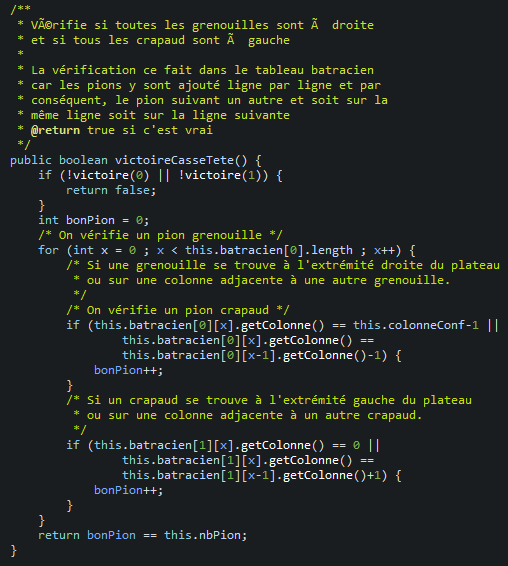 /**
 * VÃ©rifie si toutes les grenouilles sont Ã  droite
 * et si tous les crapaud sont Ã  gauche
 *
 * La vérification ce fait dans le tableau batracien
 * car les pions y sont ajouté ligne par ligne et par
 * conséquent, le pion suivant un autre et soit sur la
 * même ligne soit sur la ligne suivante
 * @return true si c'est vrai
 */
public boolean victoireCasseTete() {
    if (!victoire(0) || !victoire(1)) {
        return false;
    }
    int bonPion = 0;
    /* On vérifie un pion grenouille */
    for (int x = 0 ; x < this.batracien[0].length ; x++) {
        /* Si une grenouille se trouve à l'extrémité droite du plateau
         * ou sur une colonne adjacente à une autre grenouille.
         */
        /* On vérifie un pion crapaud */
        if (this.batracien[0][x].getColonne() == this.colonneConf-1 ||
                this.batracien[0][x].getColonne() ==
                this.batracien[0][x-1].getColonne()-1) {
            bonPion++;
        }
        /* Si un crapaud se trouve à l'extrémité gauche du plateau
         * ou sur une colonne adjacente à un autre crapaud.
         */
        if (this.batracien[1][x].getColonne() == 0 ||
                this.batracien[1][x].getColonne() ==
                this.batracien[1][x-1].getColonne()+1) {
            bonPion++;
        }
    }
    return bonPion == this.nbPion;
}